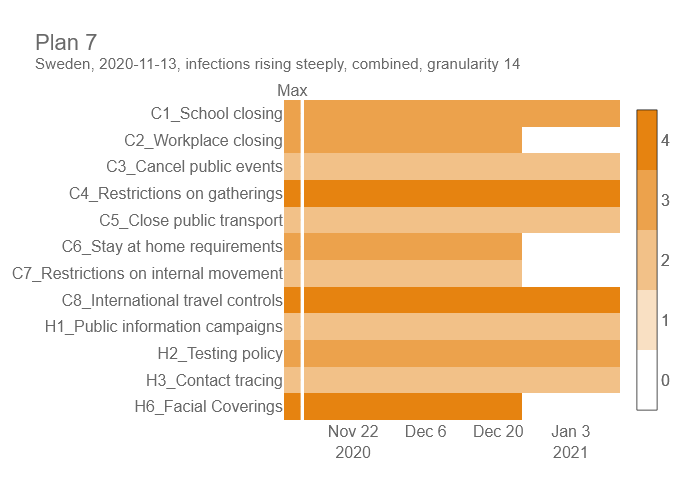 Plan 7
Sweden, 2020-11-13, infections rising steeply, combined, granularity 14
Max
C1_School closing
C2_Workplace closing
C3_Cancel public events
C4_Restrictions on gatherings
C5_Close public transport
C6_Stay at home requirements
C7_Restrictions on internal movement
C8_International travel controls
H1_Public information campaigns
H2_Testing policy
H3_Contact tracing
H6_Facial Coverings
Nov 22 Dec 6 Dec 20 Jan 3
2020 2021
4
3
2
1
0